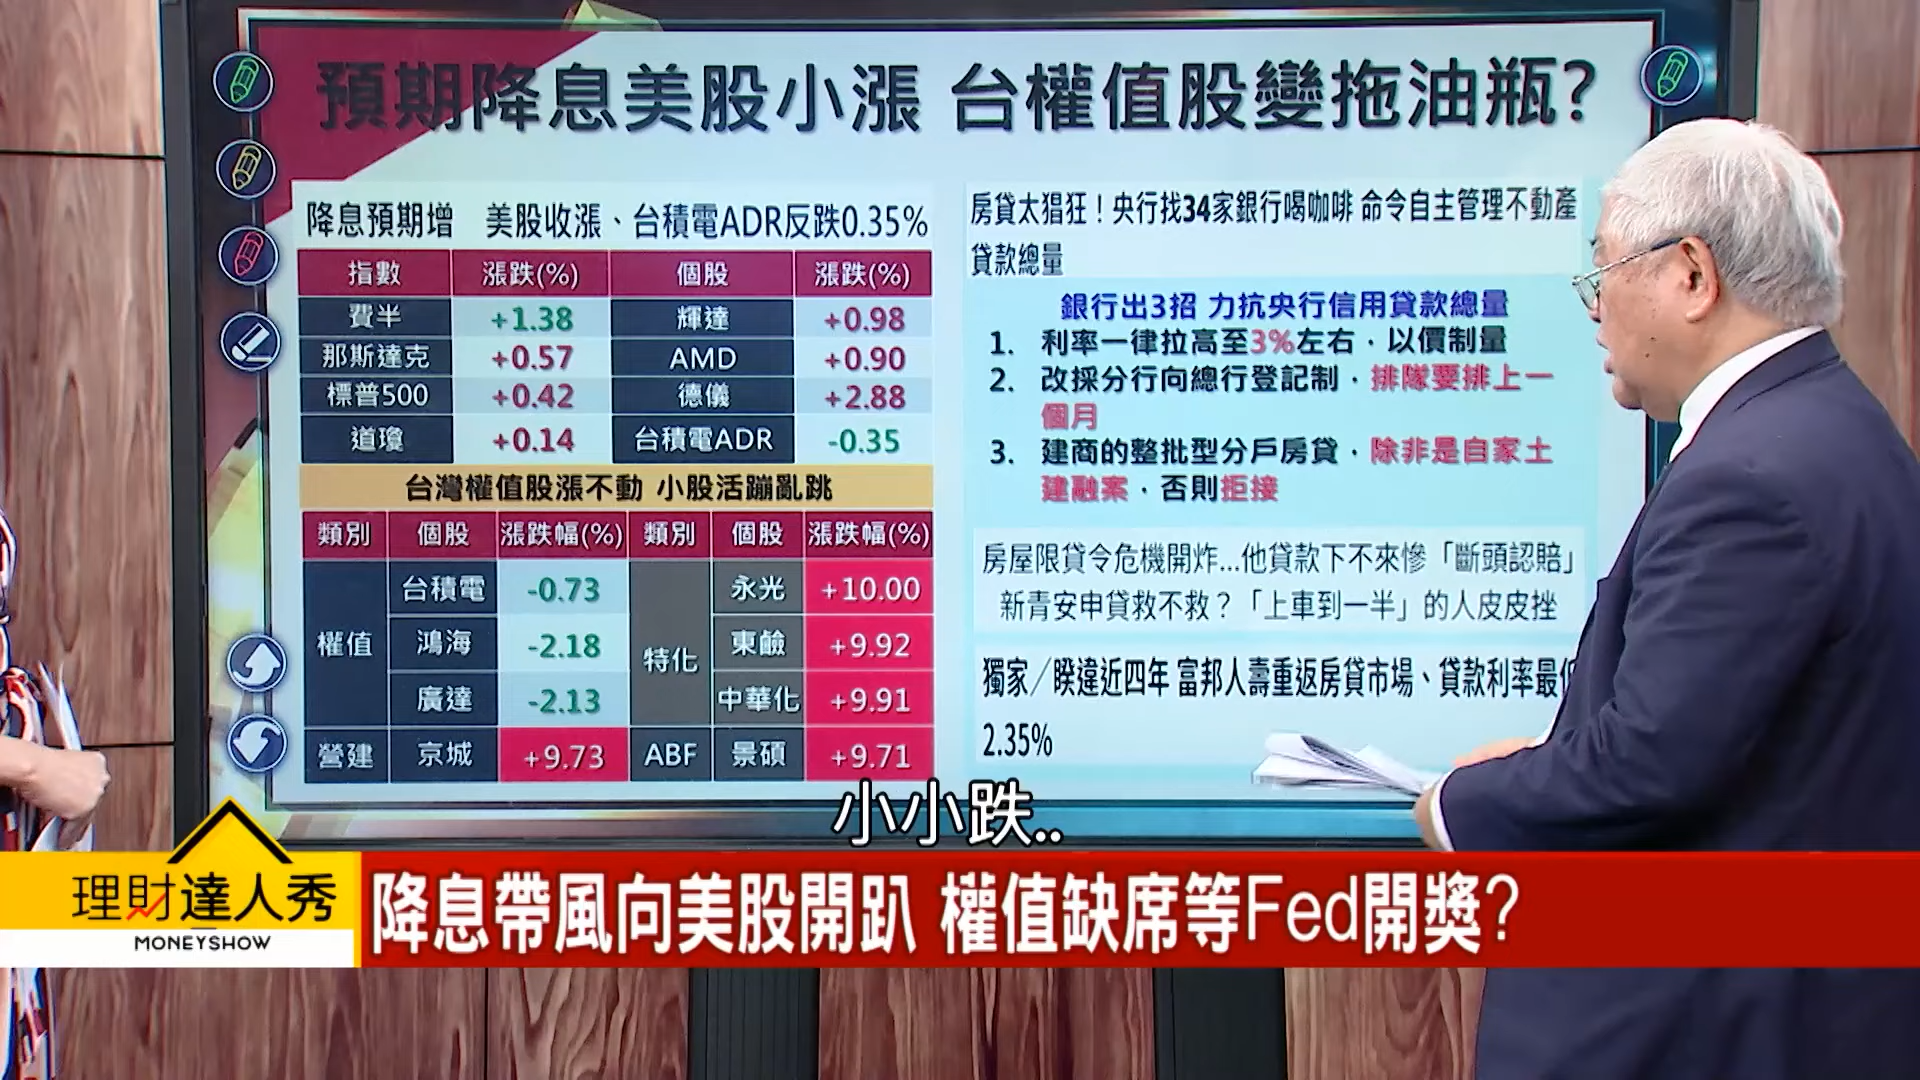 預期降息美股小漲 台權值股變拖油瓶?
降息預期增 美股收漲、台積電ADR反跌0.35%
指數 漲跌(%) 個股 漲跌(%)
費半 +1.38 輝達 +0.98
那斯達克 +0.57 AMD +0.90
標普500 +0.42 德儀 +2.88
道瓊 +0.14 台積電ADR -0.35
台灣權值股漲不動 小股活蹦亂跳
類別 個股 漲跌幅(%) 類別 個股 漲跌幅(%)
權值 台積電 -0.73 特化 永光 +10.00
鴻海 -2.18 東鹼 +9.92
廣達 -2.13 中華化 +9.91
營建 京城 +9.73 ABF 景碩 +9.71
房貸太猖狂！央行找34家銀行喝咖啡 命令自主管理不動產
貸款總量
銀行出3招 力抗央行信用貸款總量
1. 利率一律拉高至3%左右，以價制量
2. 改採分行向總行登記制，排隊要排上一
個月
3. 建商的整批型分戶房貸，除非是自家土
建融案，否則拒接
房屋限貸令危機開炸...他貸款下不來慘「斷頭認賠」
新青安申貸救不救？「上車到一半」的人皮皮挫
獨家／睽違近四年 富邦人壽重返房貸市場、貸款利率最低
2.35%
小小跌..
理財達人秀
MONEYSHOW
降息帶風向美股開趴 權值缺席等Fed開獎?